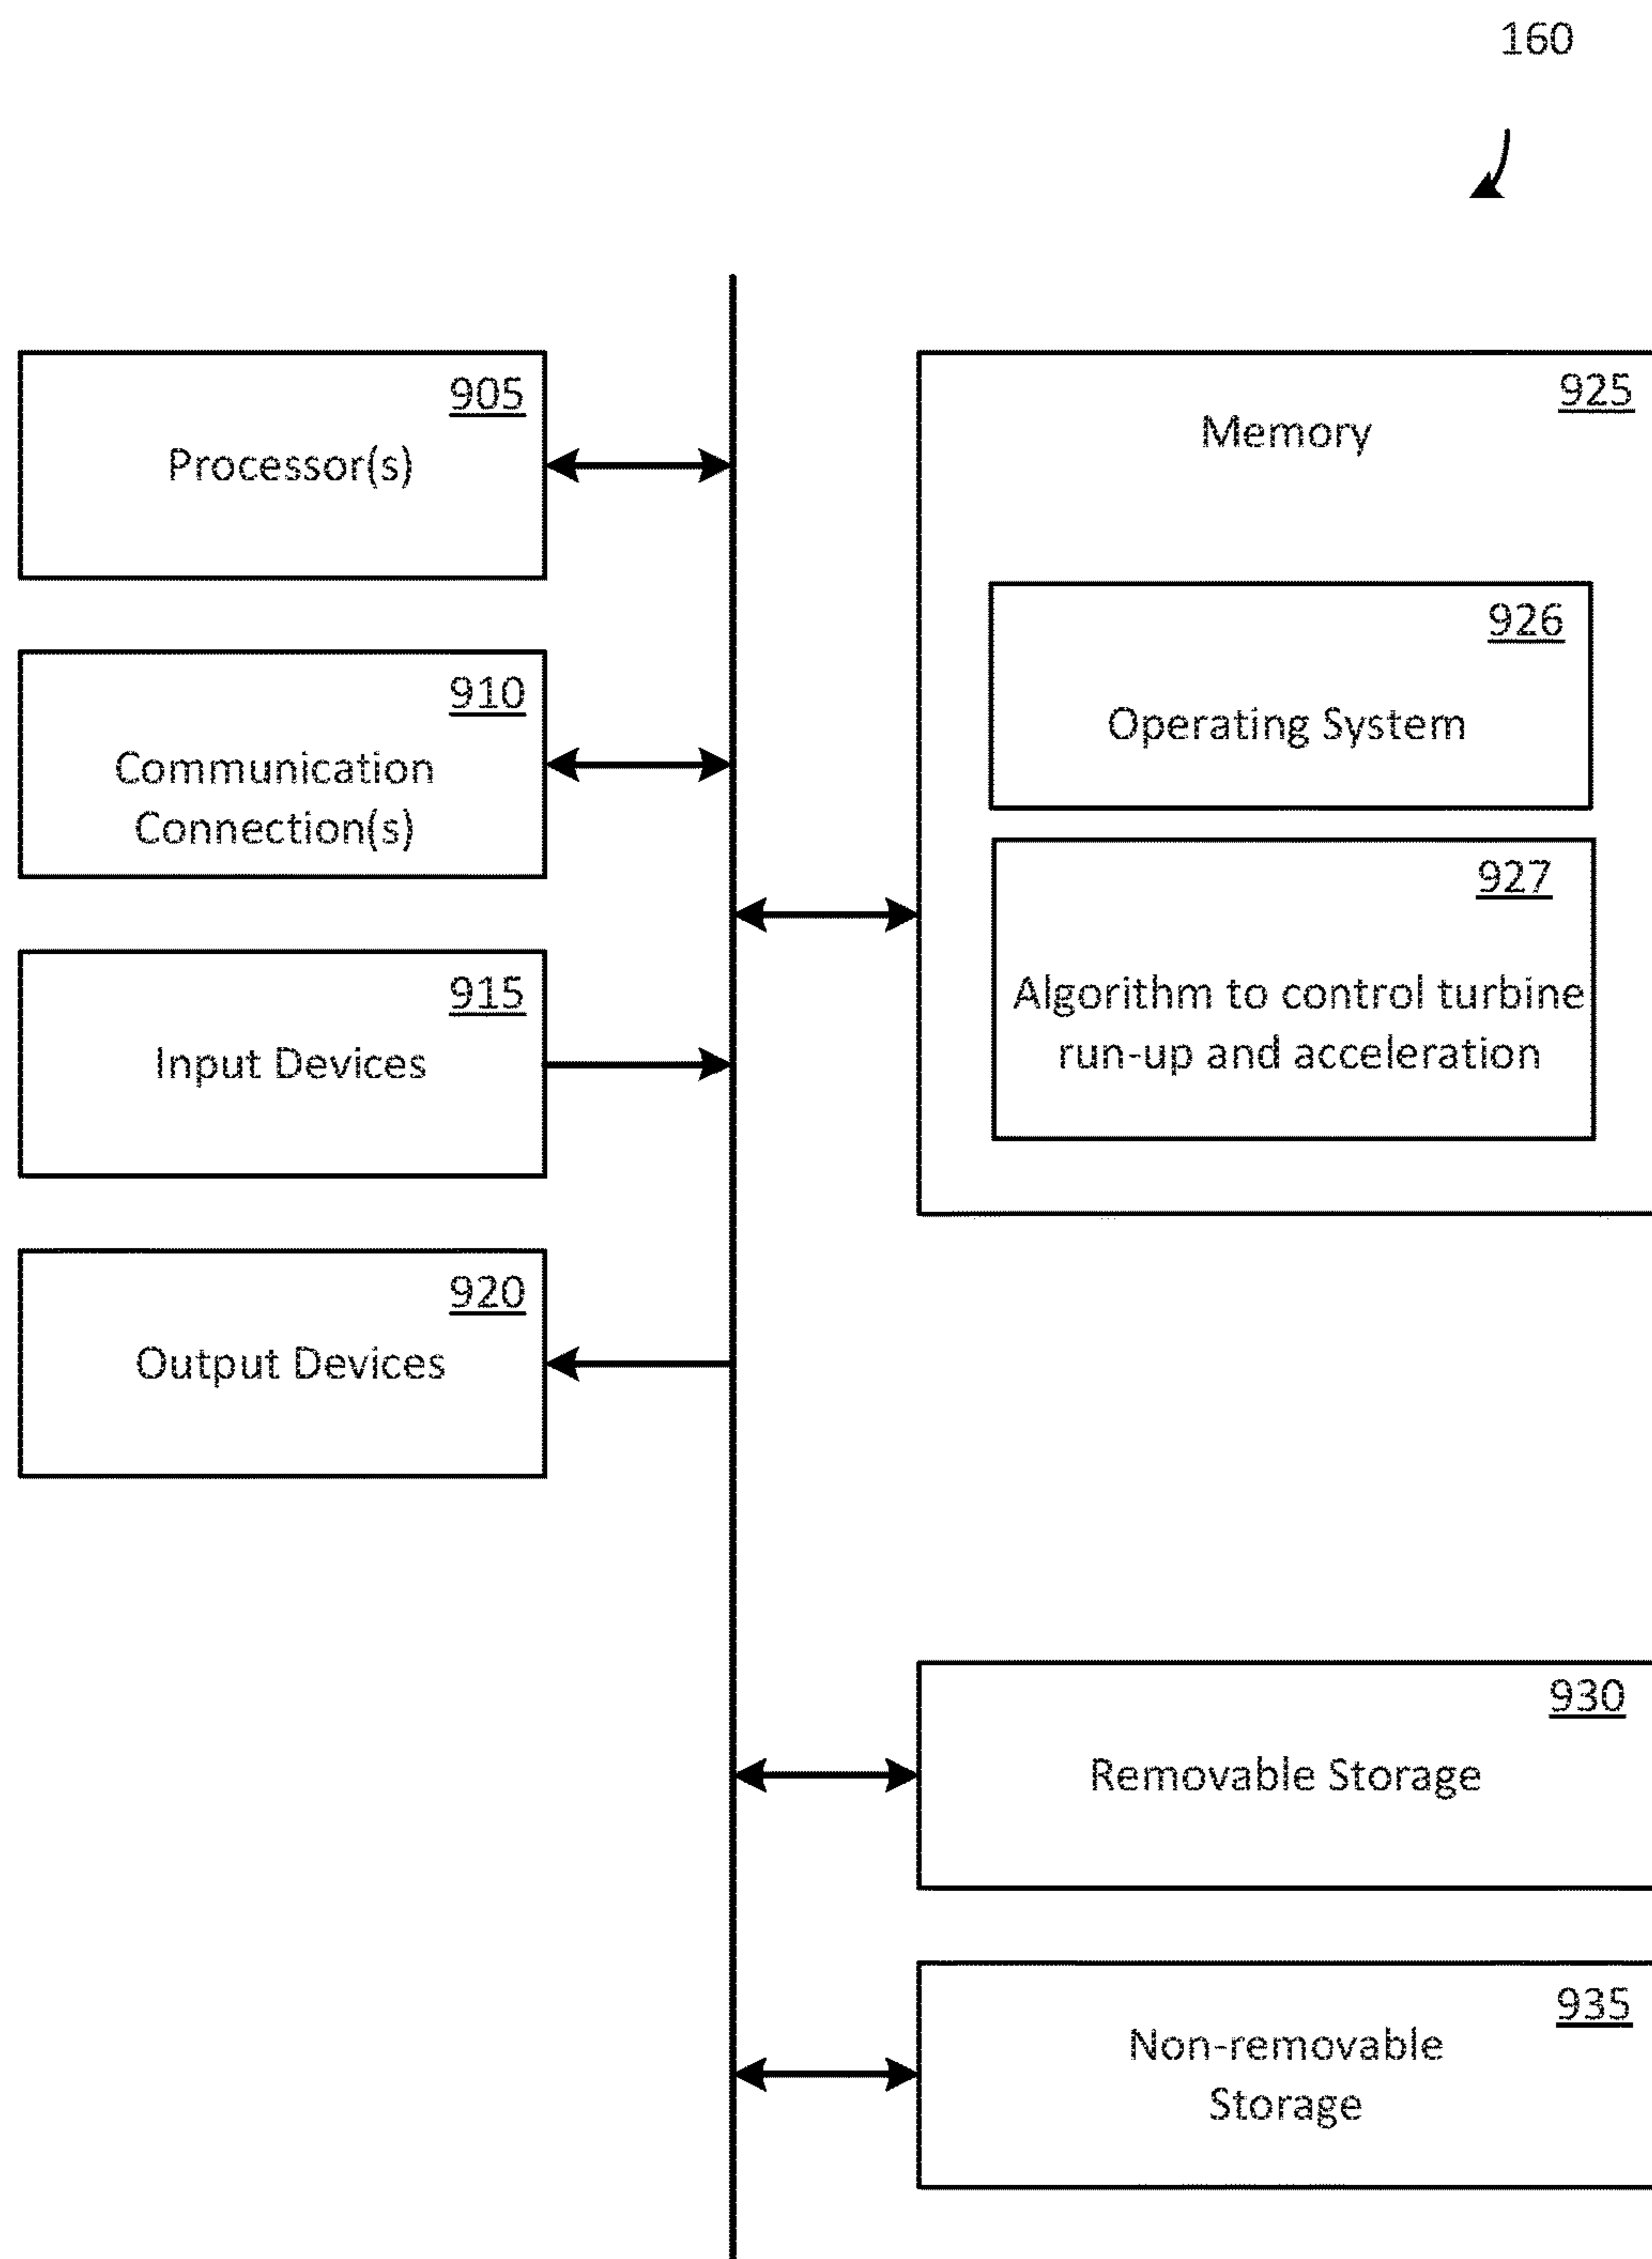 160
905
Processor(s)
910
Communication
Connection(s)
915
Input Devices
920
Output Devices
925
Memory
926
Operating System
927
Algorithm to control turbine
run-up and acceleration
930
Removable Storage
935
Non-removable
Storage